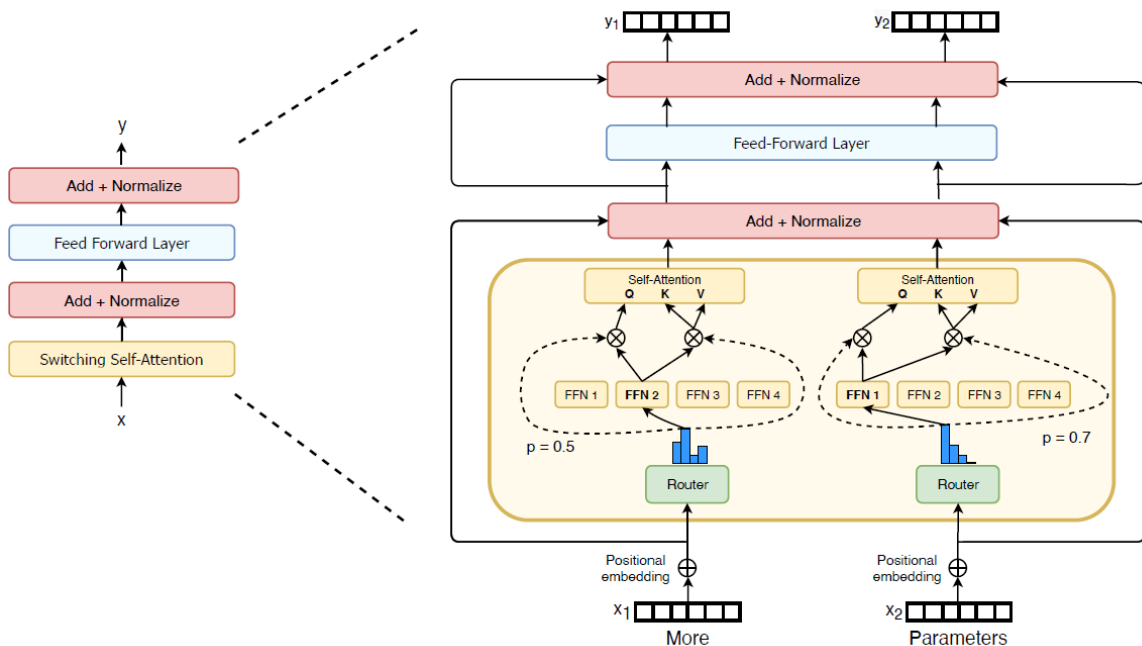 y
Add + Normalize
Feed Forward Layer
Add + Normalize
Switching Self-Attention
x
y1
y2
Add + Normalize
Feed-Forward Layer
Add + Normalize
Self-Attention
Q K V
Self-Attention
Q K V
FFN 1 FFN 2 FFN 3 FFN 4
FFN 1 FFN 2 FFN 3 FFN 4
p = 0.5
p = 0.7
Router
Router
Positional
embedding
Positional
embedding
x1
x2
More
Parameters